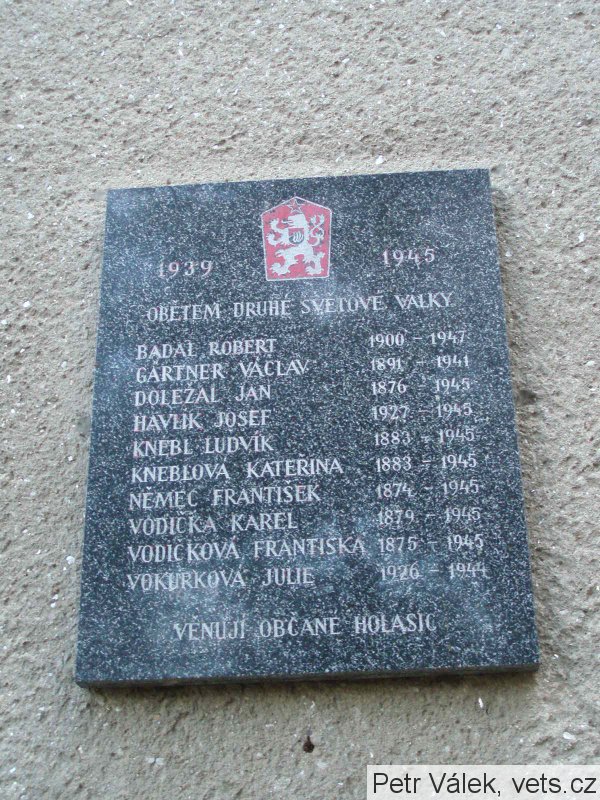 1939 1945
OBĚTEM DRUHÉ SVĚTOVÉ VÁLKY
BADAL ROBERT 1900 - 1947
GÄRTNER VÁCLAV 1891 - 1941
DOLEŽAL JAN 1876 - 1945
HAVLÍK JOSEF 1927 - 1945
KNEBL LUDVÍK 1883 - 1945
KNEBLOVÁ KATEŘINA 1883 - 1945
NĚMEC FRANTIŠEK 1874 - 1945
VODIČKA KAREL 1879 - 1945
VODIČKOVÁ FRANTIŠKA 1875 - 1945
VOKURKOVÁ JULIE 1926 - 1944
VĚNUJÍ OBČANÉ HOLASIC
Petr Válek, vets.cz